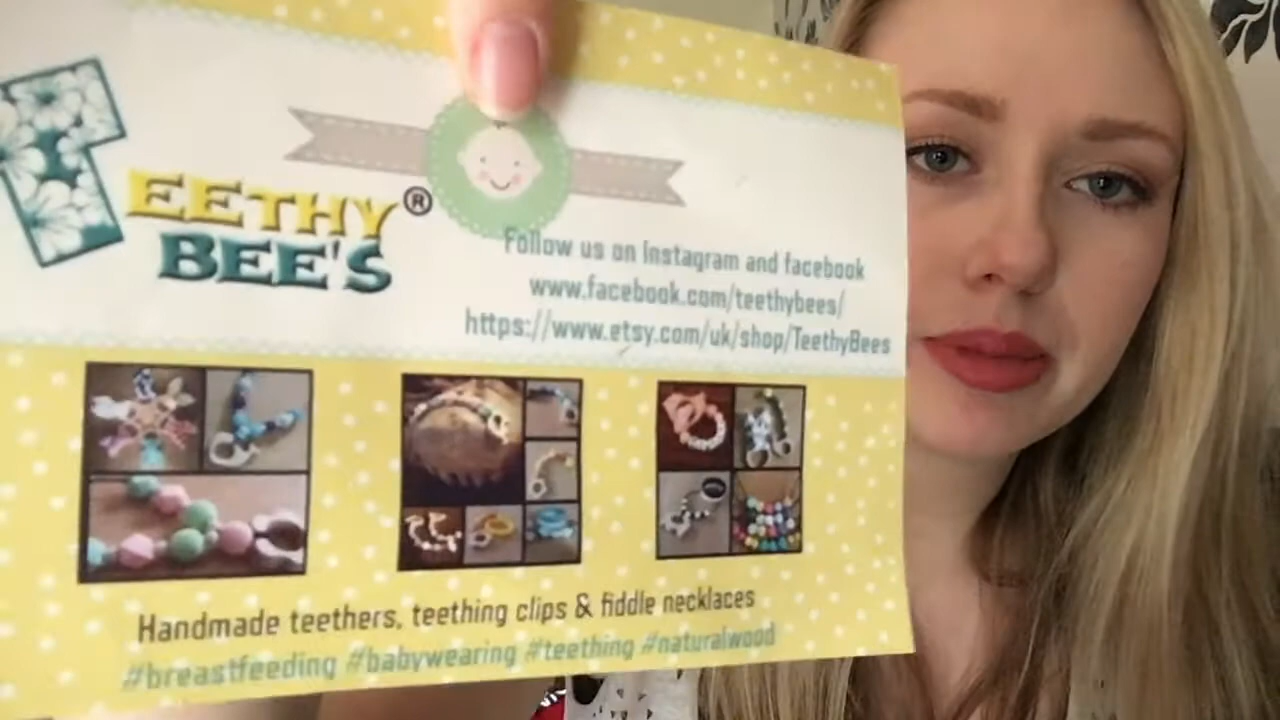 TEETHY®
BEE'S
Follow us on Instagram and facebook
www.facebook.com/teethybees/
https://www.etsy.com/uk/shop/TeethyBees
Handmade teethers, teething clips & fiddle necklaces
#breastfeeding #babywearing #teething #naturalwood